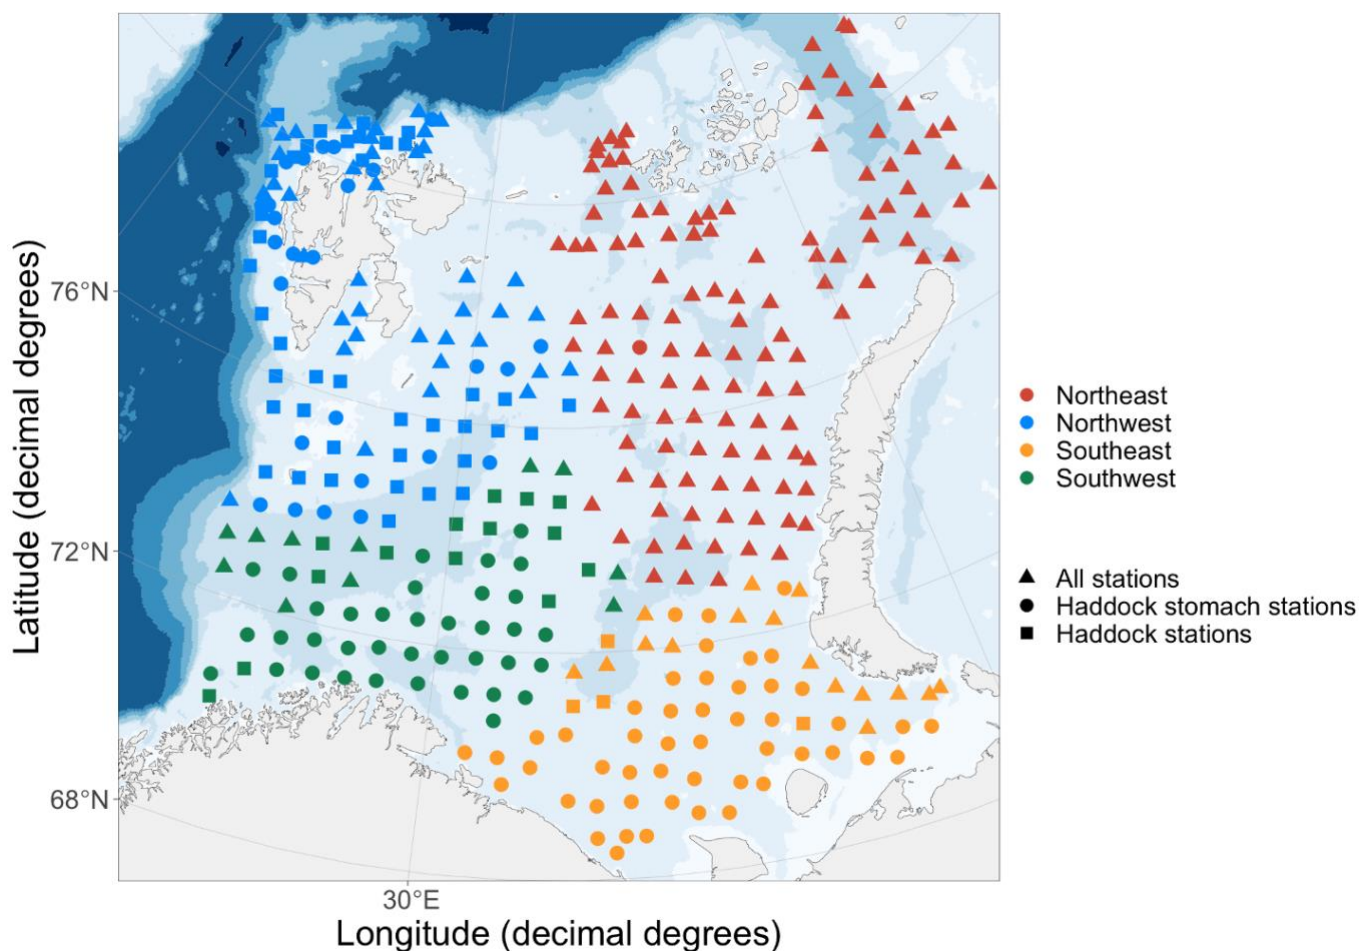 Latitude (decimal degrees)
76°N
72°N
68°N
30°E
Longitude (decimal degrees)
Northeast
Northwest
Southeast
Southwest
All stations
Haddock stomach stations
Haddock stations